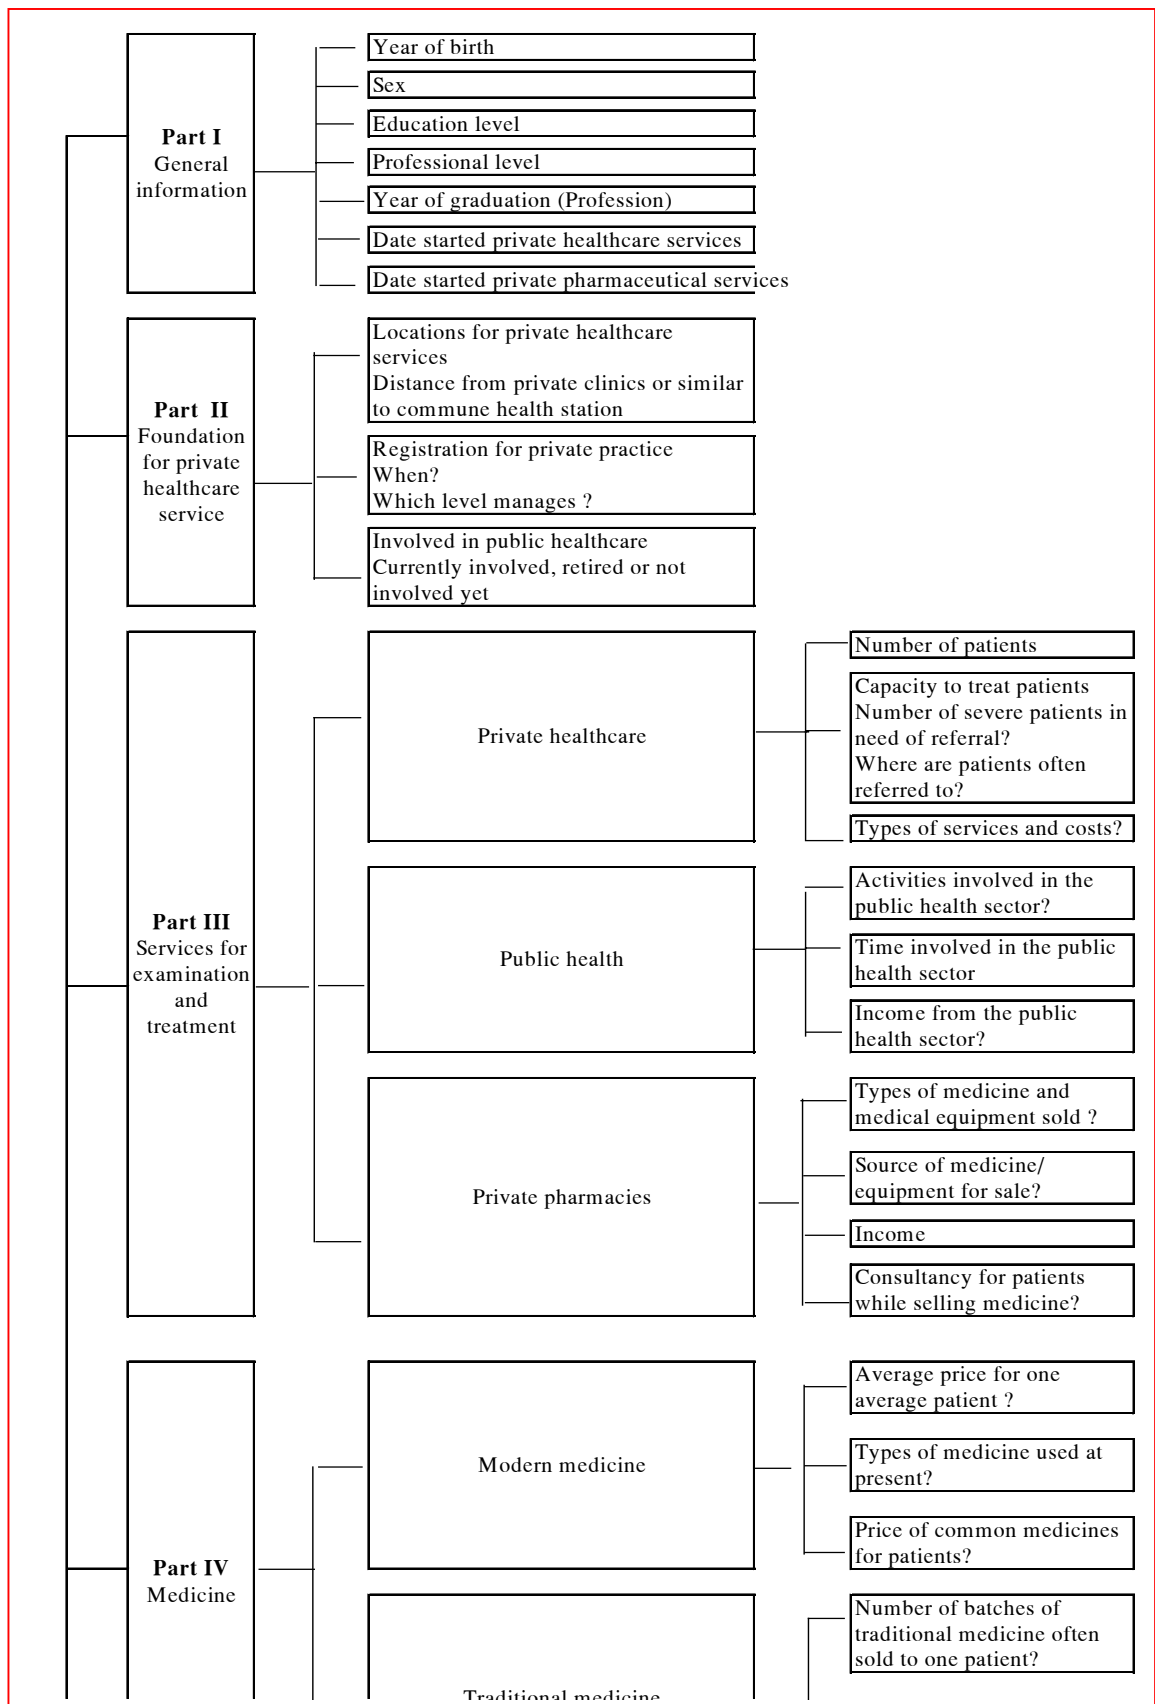 Part I
General
information
Year of birth
Sex
Education level
Professional level
Year of graduation (Profession)
Date started private healthcare services
Date started private pharmaceutical services
Part II
Foundation
for private
healthcare
service
Locations for private healthcare
services
Distance from private clinics or similar
to commune health station
Registration for private practice
When?
Which level manages ?
Involved in public healthcare
Currently involved, retired or not
involved yet
Part III
Services for
examination
and
treatment
Private healthcare
Number of patients
Capacity to treat patients
Number of severe patients in
need of referral?
Where are patients often
referred to?
Types of services and costs?
Public health
Activities involved in the
public health sector?
Time involved in the public
health sector
Income from the public
health sector?
Private pharmacies
Types of medicine and
medical equipment sold ?
Source of medicine/
equipment for sale?
Income
Consultancy for patients
while selling medicine?
Part IV
Medicine
Modern medicine
Average price for one
average patient ?
Types of medicine used at
present?
Price of common medicines
for patients?
Traditional medicine
Number of batches of
traditional medicine often
sold to one patient?